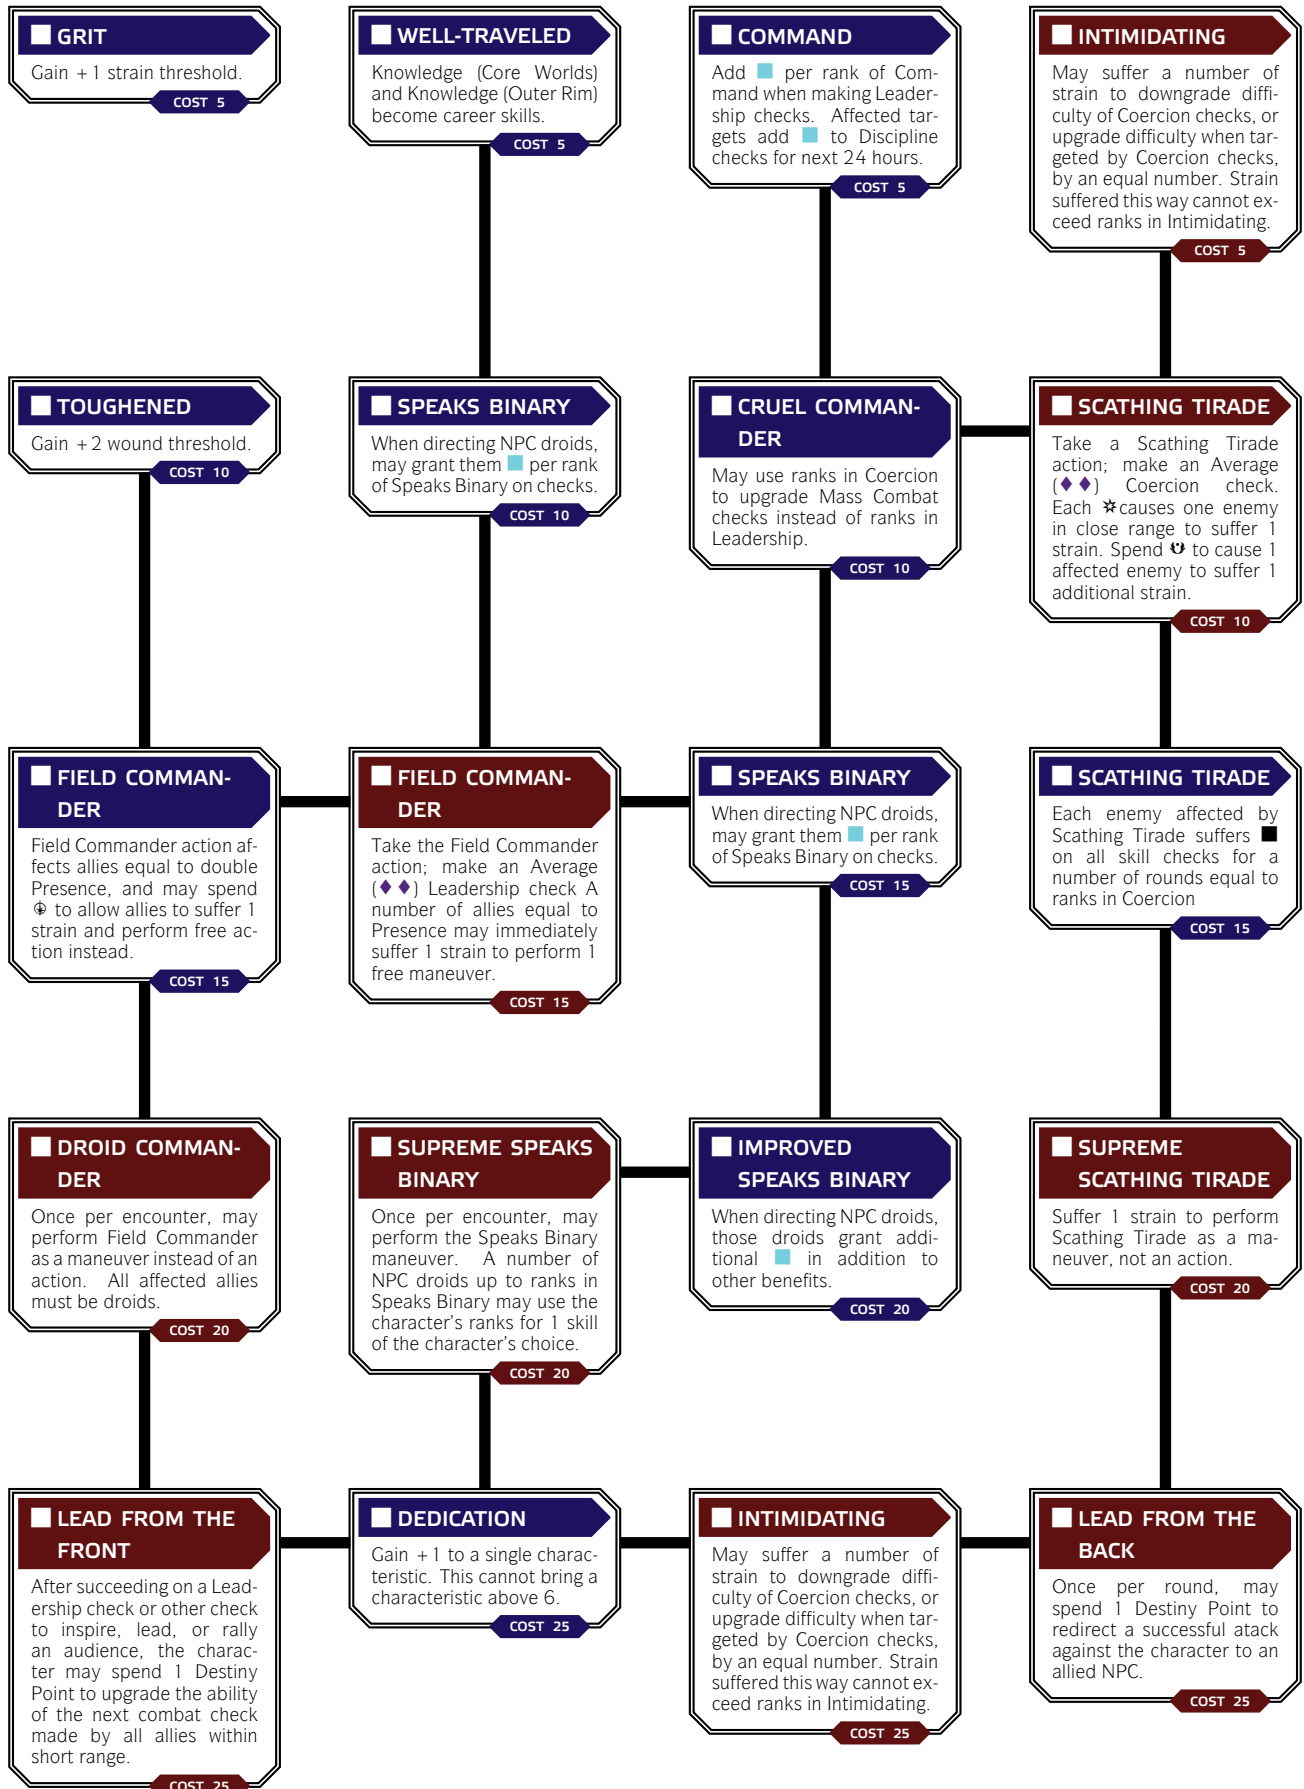 GRIT
Gain +1 strain threshold.
COST 5
WELL-TRAVELED
Knowledge (Core Worlds)
and Knowledge (Outer Rim)
become career skills.
COST 5
COMMAND
Add per rank of Com-
mand when making Leader-
ship checks. Affected tar-
gets add to Discipline
checks for next 24 hours.
COST 5
INTIMIDATING
May suffer a number of
strain to downgrade diffi-
culty of Coercion checks, or
upgrade difficulty when tar-
geted by Coercion checks,
by an equal number. Strain
suffered this way cannot ex-
ceed ranks in Intimidating.
COST 5
TOUGHENED
Gain +2 wound threshold.
COST 10
SPEAKS BINARY
When directing NPC droids,
may grant them per rank
of Speaks Binary on checks.
COST 10
CRUEL COMMAN-
DER
May use ranks in Coercion
to upgrade Mass Combat
checks instead of ranks in
Leadership.
COST 10
SCATHING TIRADE
Take a Scathing Tirade
action; make an Average
(♦♦) Coercion check.
Each causes one enemy
in close range to suffer 1
strain. Spend to cause 1
affected enemy to suffer 1
additional strain.
COST 10
FIELD COMMAN-
DER
Field Commander action af-
fects allies equal to double
Presence, and may spend
to allow allies to suffer 1
strain and perform free ac-
tion instead.
COST 15
FIELD COMMAN-
DER
Take the Field Commander
action; make an Average
(♦♦) Leadership check A
number of allies equal to
Presence may immediately
suffer 1 strain to perform 1
free maneuver.
COST 15
SPEAKS BINARY
When directing NPC droids,
may grant them per rank
of Speaks Binary on checks.
COST 15
SCATHING TIRADE
Each enemy affected by
Scathing Tirade suffers
on all skill checks for a
number of rounds equal to
ranks in Coercion
COST 15
DROID COMMAN-
DER
Once per encounter, may
perform Field Commander
as a maneuver instead of an
action. All affected allies
must be droids.
COST 20
SUPREME SPEAKS
BINARY
Once per encounter, may
perform the Speaks Binary
maneuver. A number of
NPC droids up to ranks in
Speaks Binary may use the
character's ranks for 1 skill
of the character's choice.
COST 20
IMPROVED
SPEAKS BINARY
When directing NPC droids,
those droids grant addi-
tional in addition to
other benefits.
COST 20
SUPREME
SCATHING TIRADE
Suffer 1 strain to perform
Scathing Tirade as a ma-
neuver, not an action.
COST 20
LEAD FROM THE
FRONT
After succeeding on a Lead-
ership check or other check
to inspire, lead, or rally
an audience, the charac-
ter may spend 1 Destiny
Point to upgrade the ability
of the next combat check
made by all allies within
short range.
COST 25
DEDICATION
Gain +1 to a single charac-
teristic. This cannot bring a
characteristic above 6.
COST 25
INTIMIDATING
May suffer a number of
strain to downgrade diffi-
culty of Coercion checks, or
upgrade difficulty when tar-
geted by Coercion checks,
by an equal number. Strain
suffered this way cannot ex-
ceed ranks in Intimidating.
COST 25
LEAD FROM THE
BACK
Once per round, may
spend 1 Destiny Point to
redirect a successful atack
against the character to an
allied NPC.
COST 25